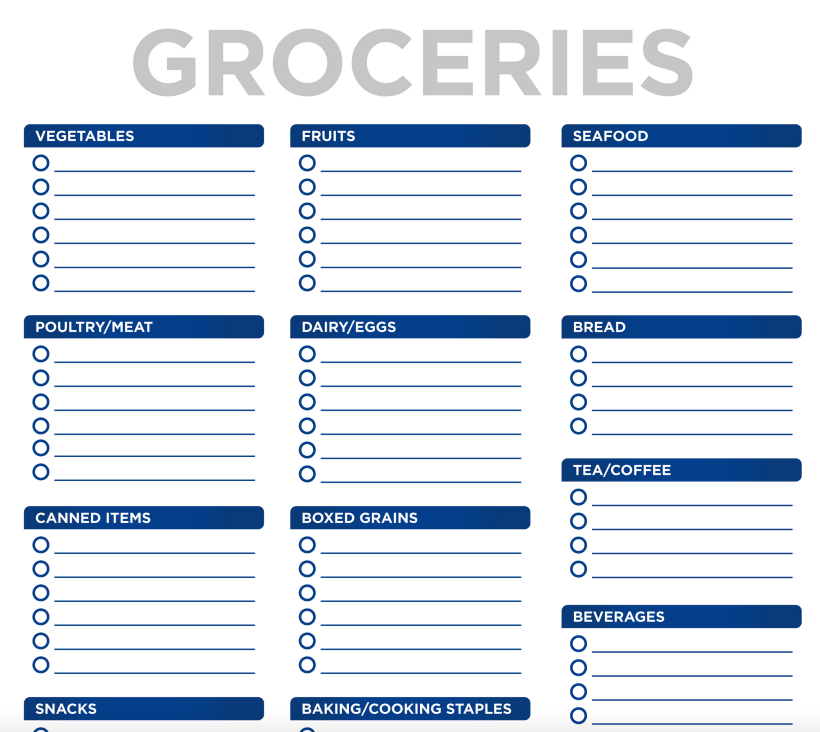 GROCERIES
VEGETABLES
FRUITS
SEAFOOD
POULTRY/MEAT
DAIRY/EGGS
BREAD
TEA/COFFEE
CANNED ITEMS
BOXED GRAINS
BEVERAGES
SNACKS
BAKING/COOKING STAPLES